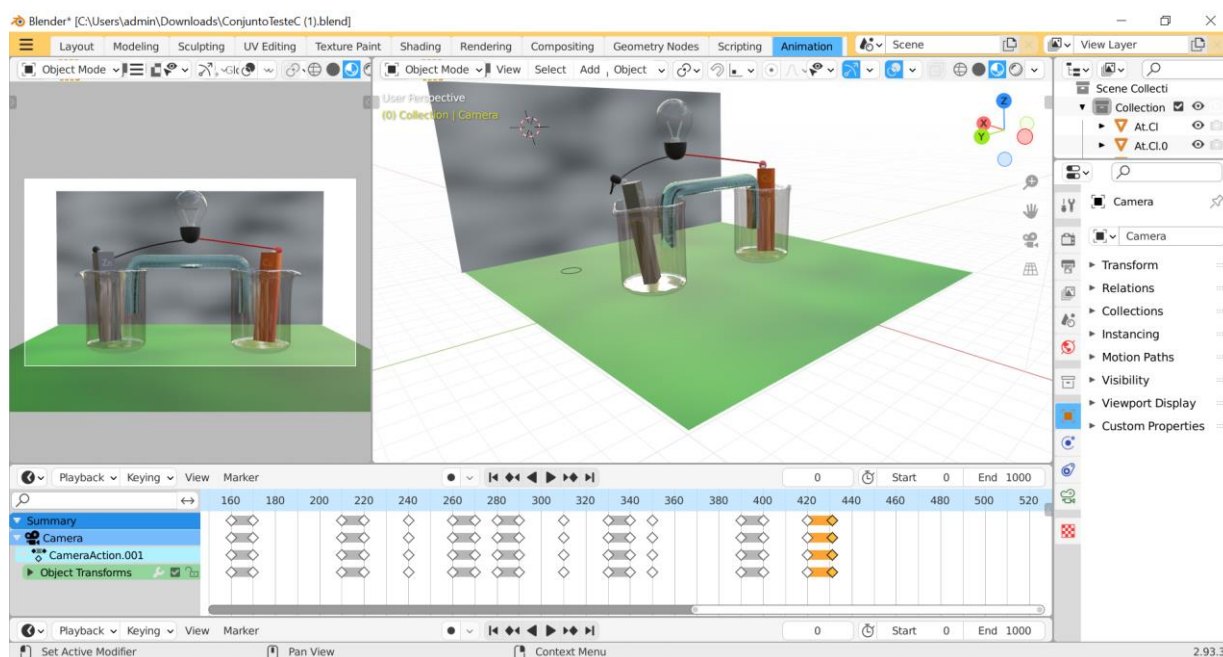 Blender* [C:\Users\admin\Downloads\ConjuntoTesteC (1).blend]
Layout Modeling Sculpting UV Editing Texture Paint Shading Rendering Compositing Geometry Nodes Scripting Animation Scene View Layer
Object Mode Object Mode View Select Add Object
User Perspective
(0) Collection | Camera
Z
X
Y
Scene Collecti
Collection
At.Cl
At.Cl.0
Camera
Camera
Transform
Relations
Collections
Instancing
Motion Paths
Visibility
Viewport Display
Custom Properties
Zn
Playback Keying View Marker 0 Start 0 End 1000
160 180 200 220 240 260 280 300 320 340 360 380 400 420 440 460 480 500 520
Summary
Camera
CameraAction.001
Object Transforms
Playback Keying View Marker 0 Start 0 End 1000
Set Active Modifier Pan View Context Menu 2.93.3